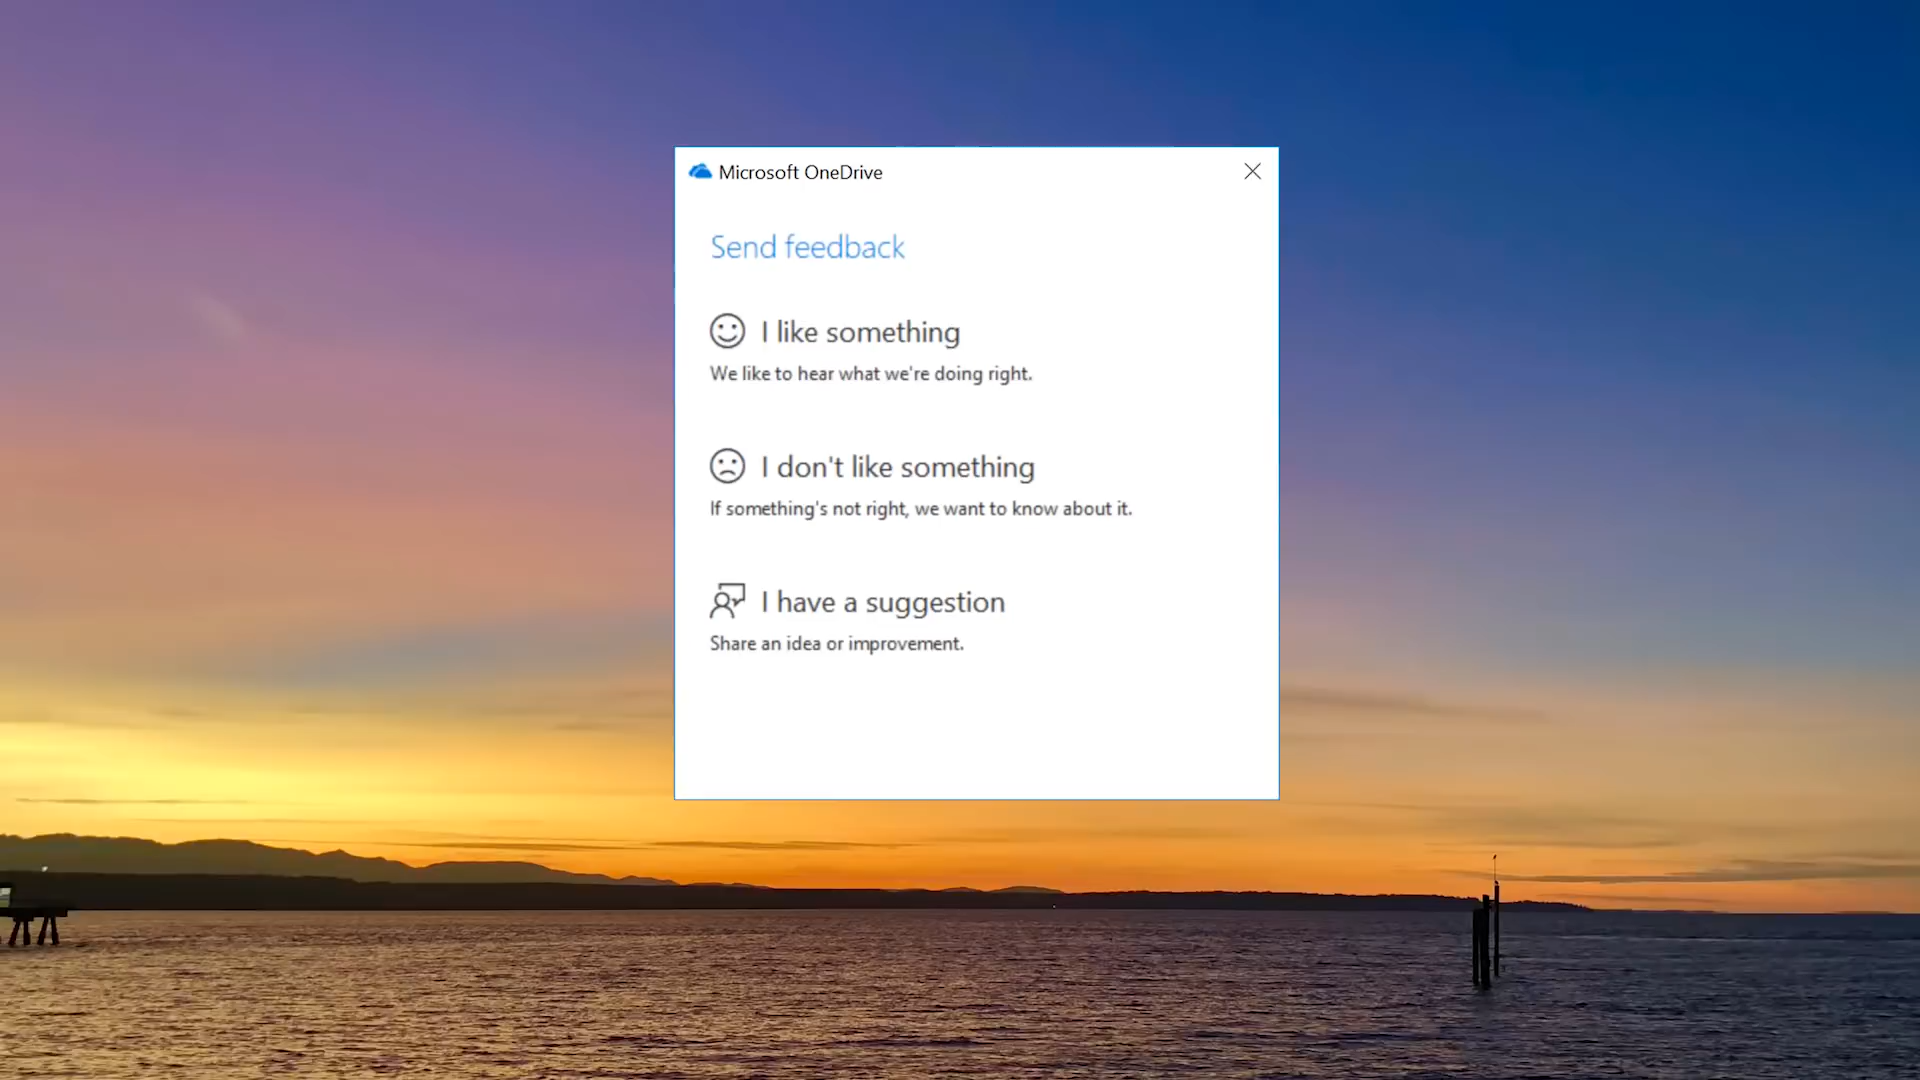 Microsoft OneDrive
Send feedback
I like something
We like to hear what we're doing right.
I don't like something
If something's not right, we want to know about it.
I have a suggestion
Share an idea or improvement.